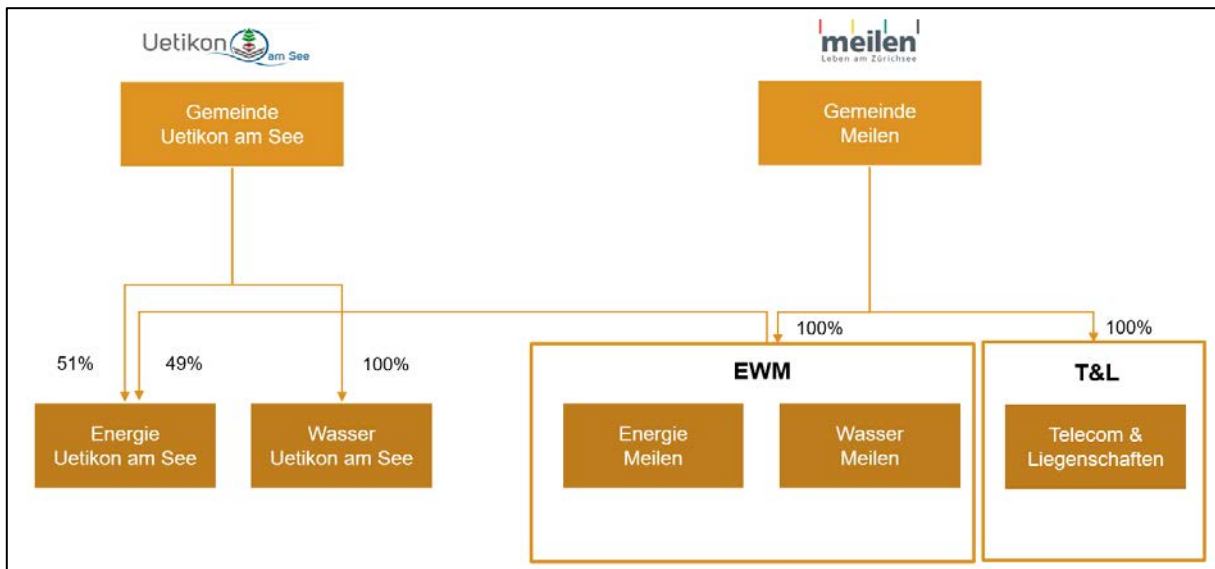 Uetikon am See
meilen
Leben am Zürichsee
Gemeinde
Uetikon am See
Gemeinde
Meilen
100%
100%
51%
49%
100%
EWM
T&L
Energie
Uetikon am See
Wasser
Uetikon am See
Energie
Meilen
Wasser
Meilen
Telecom &
Liegenschaften